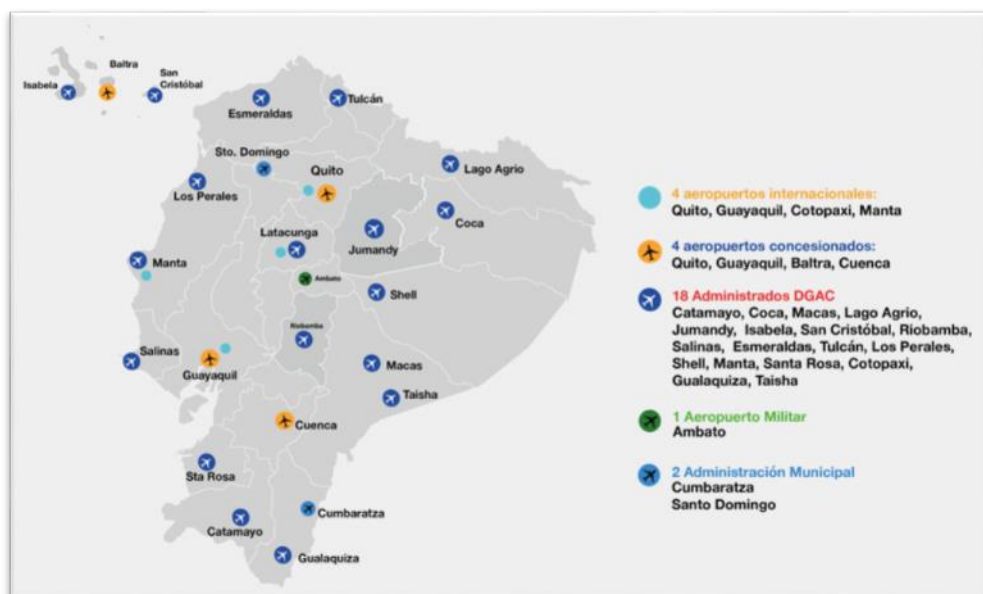 Baltra
San
Cristóbal
Isabela
Esmeraldas
Tulcán
Sto. Domingo
Quito
Lago Agrio
Los Perales
Coca
Latacunga
Jumandy
Manta
Ambato
Shell
Riobamba
Salinas
Guayaquil
Macas
Taisha
Cuenca
Sta Rosa
Cumbaratza
Catamayo
Gualaquiza
4 aeropuertos internacionales:
Quito, Guayaquil, Cotopaxi, Manta
4 aeropuertos concesionados:
Quito, Guayaquil, Baltra, Cuenca
18 Administrados DGAC
Catamayo, Coca, Macas, Lago Agrio,
Jumandy, Isabela, San Cristóbal, Riobamba,
Salinas, Esmeraldas, Tulcán, Los Perales,
Shell, Manta, Santa Rosa, Cotopaxi,
Gualaquiza, Taisha
1 Aeropuerto Militar
Ambato
2 Administración Municipal
Cumbaratza
Santo Domingo